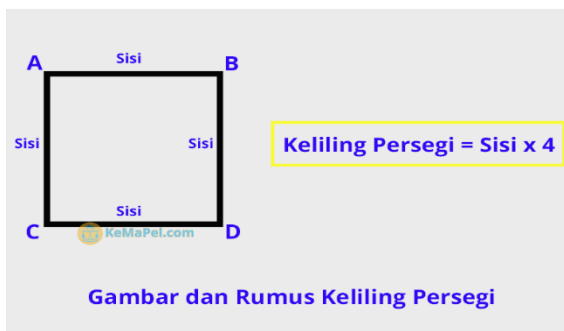 Sisi
A B
Sisi Sisi Keliling Persegi = Sisi x 4
Sisi
C KeMaPel.com D
Gambar dan Rumus Keliling Persegi